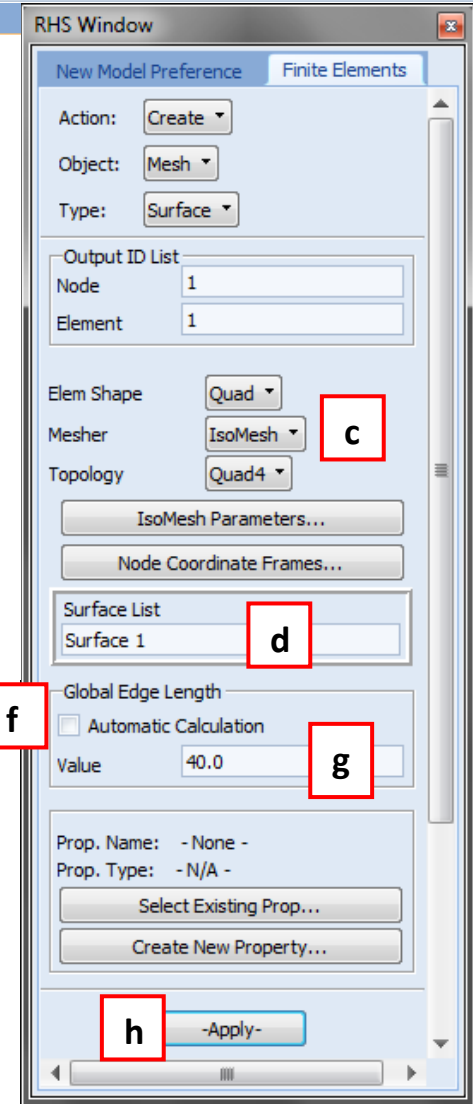 RHS Window
New Model Preference Finite Elements
Action: Create
Object: Mesh
Type: Surface
Output ID List
Node 1
Element 1
Elem Shape Quad
Mesher IsoMesh c
Topology Quad4
IsoMesh Parameters...
Node Coordinate Frames...
Surface List
Surface 1 d
Global Edge Length
f Automatic Calculation
Value 40.0 g
Prop. Name: - None -
Prop. Type: - N/A -
Select Existing Prop...
Create New Property...
h -Apply-